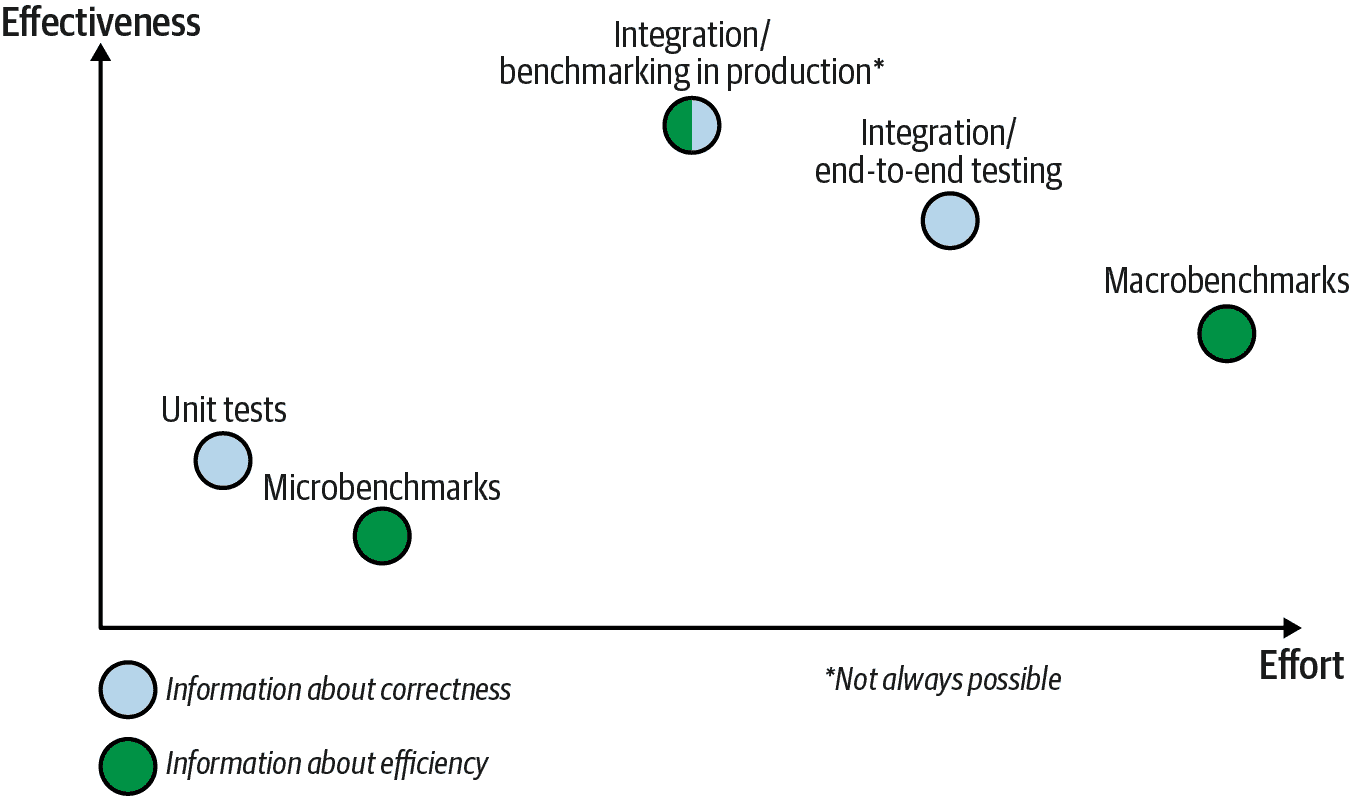 Effectiveness
Integration/
benchmarking in production*
Integration/
end-to-end testing
Macrobenchmarks
Unit tests
Microbenchmarks
Effort
Information about correctness
*Not always possible
Information about efficiency